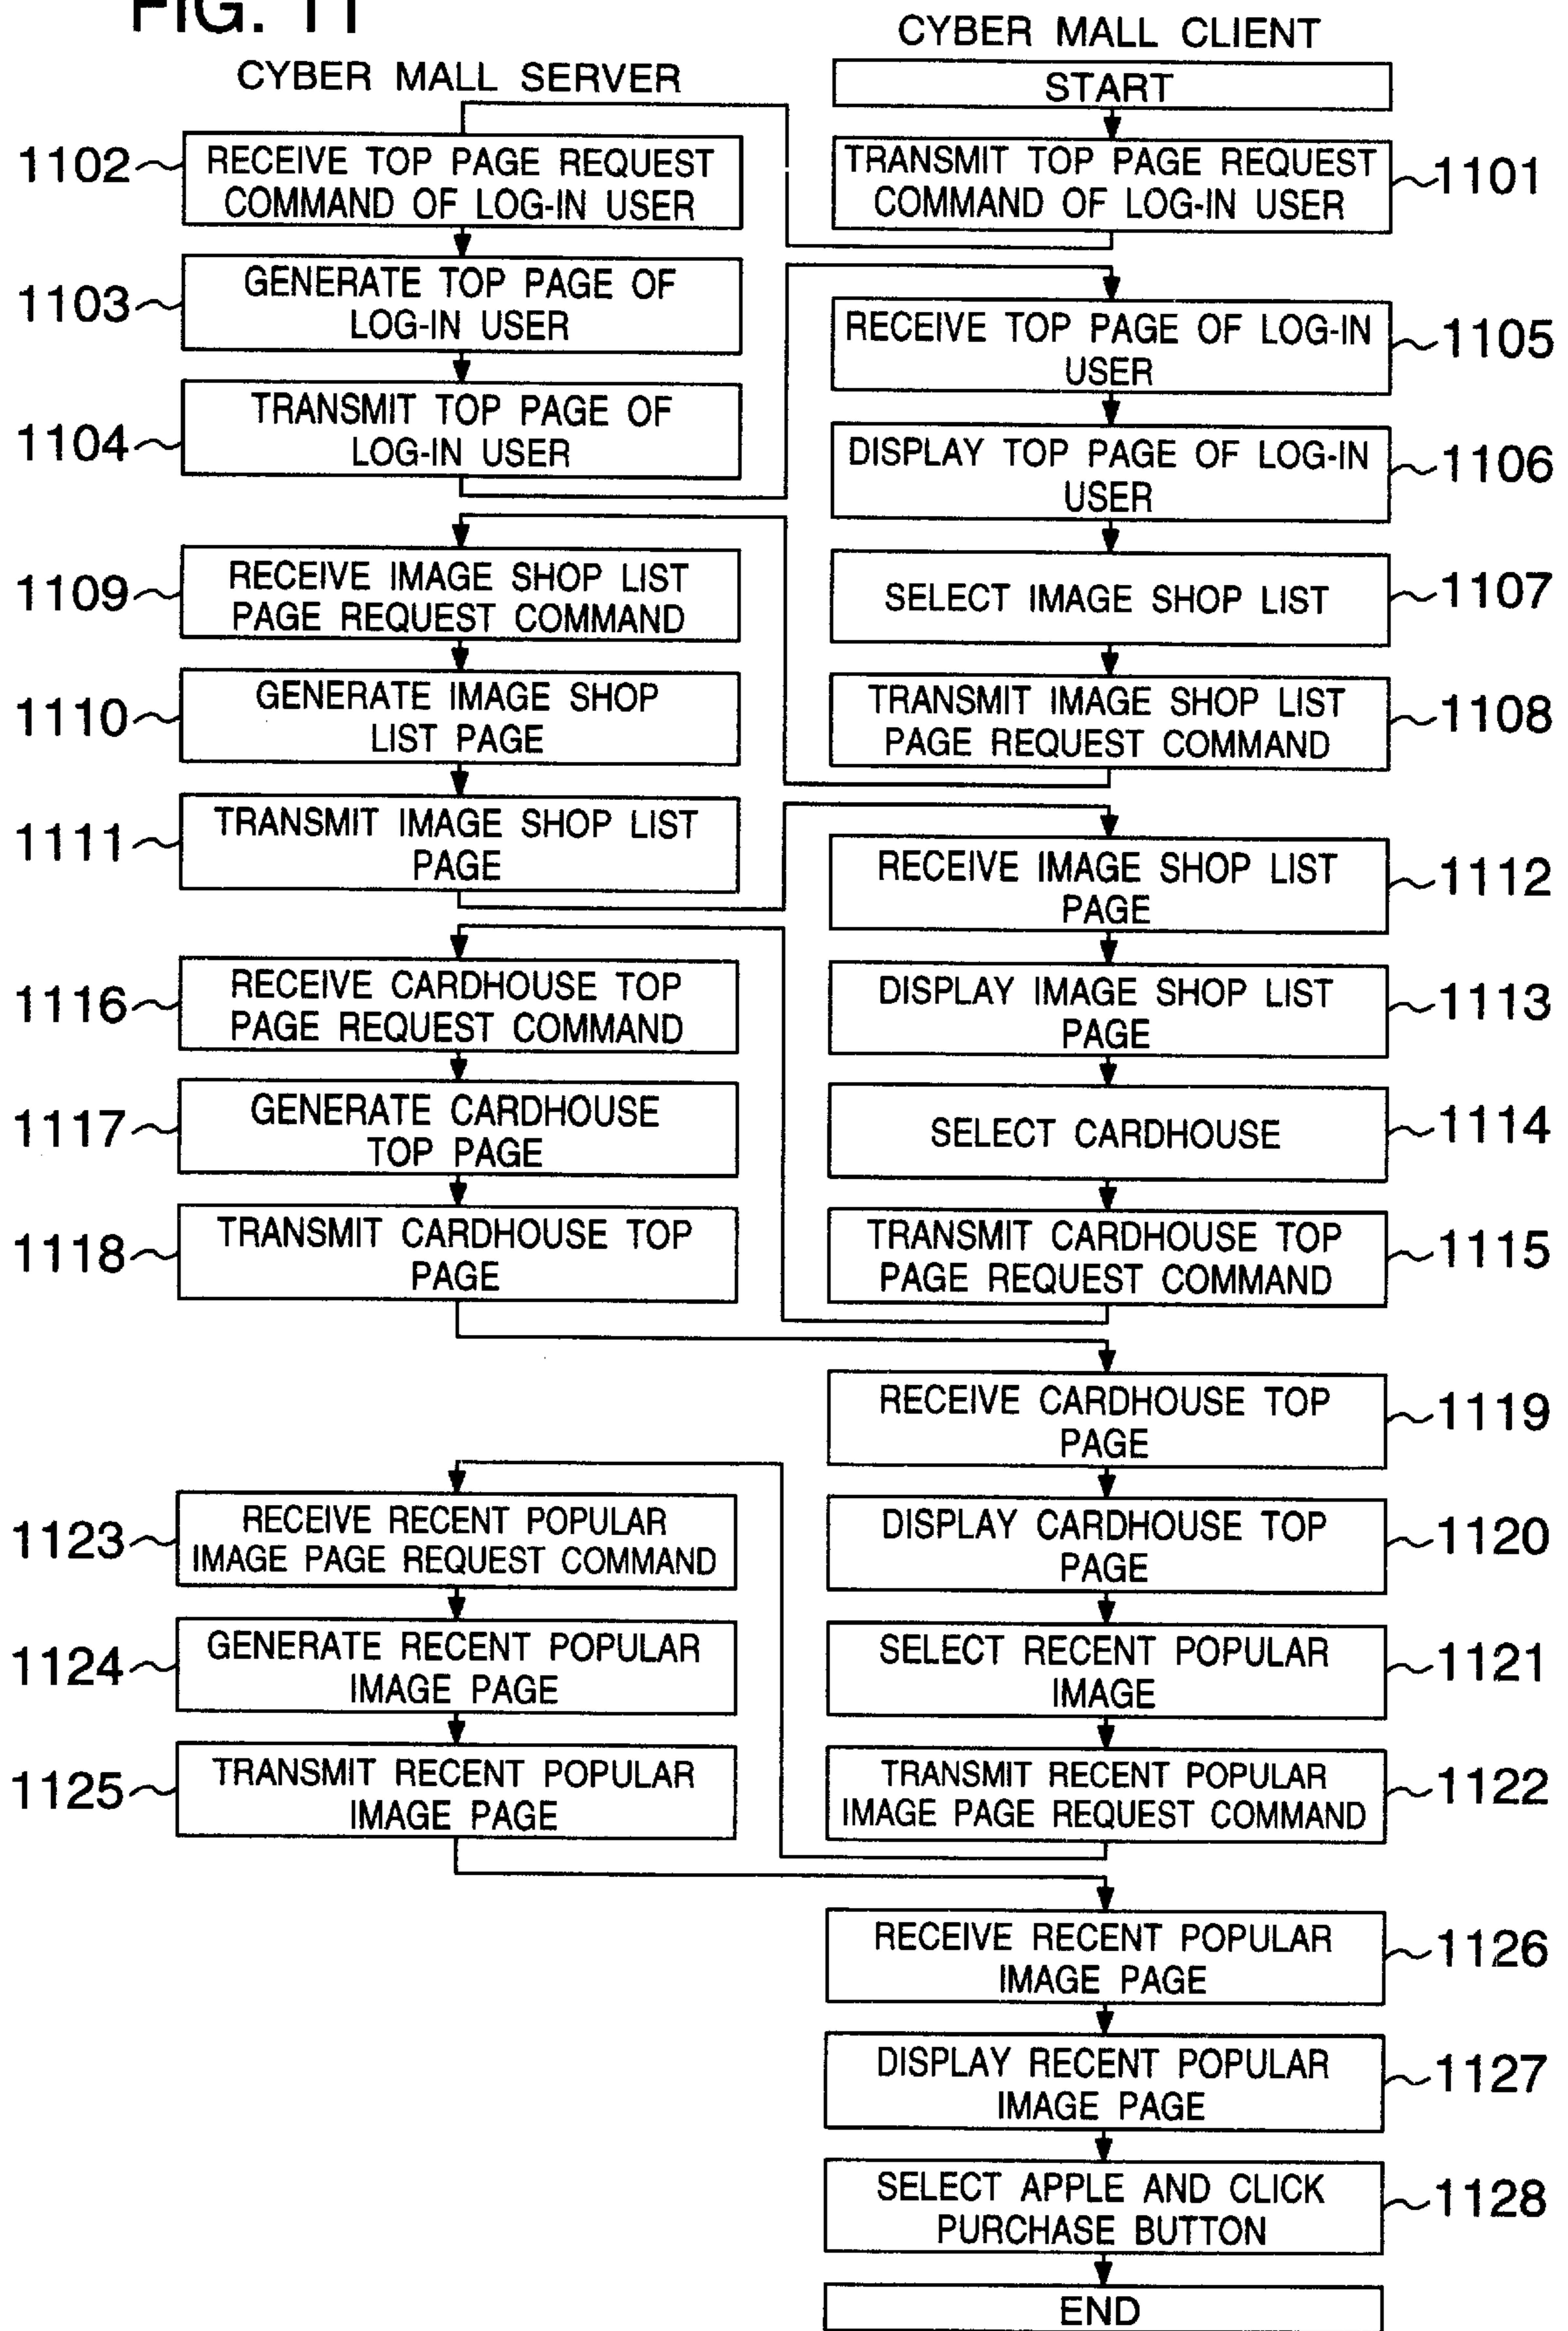 FIG. 11
CYBER MALL SERVER
CYBER MALL CLIENT
START
TRANSMIT TOP PAGE REQUEST
COMMAND OF LOG-IN USER
1101
1102
RECEIVE TOP PAGE REQUEST
COMMAND OF LOG-IN USER
1103
GENERATE TOP PAGE OF
LOG-IN USER
1104
TRANSMIT TOP PAGE OF
LOG-IN USER
RECEIVE TOP PAGE OF LOG-IN
USER
1105
DISPLAY TOP PAGE OF LOG-IN
USER
1106
SELECT IMAGE SHOP LIST
1107
TRANSMIT IMAGE SHOP LIST
PAGE REQUEST COMMAND
1108
1109
RECEIVE IMAGE SHOP LIST
PAGE REQUEST COMMAND
1110
GENERATE IMAGE SHOP
LIST PAGE
1111
TRANSMIT IMAGE SHOP LIST
PAGE
RECEIVE IMAGE SHOP LIST
PAGE
1112
DISPLAY IMAGE SHOP LIST
PAGE
1113
SELECT CARDHOUSE
1114
TRANSMIT CARDHOUSE TOP
PAGE REQUEST COMMAND
1115
1116
RECEIVE CARDHOUSE TOP
PAGE REQUEST COMMAND
1117
GENERATE CARDHOUSE
TOP PAGE
1118
TRANSMIT CARDHOUSE TOP
PAGE
RECEIVE CARDHOUSE TOP
PAGE
1119
DISPLAY CARDHOUSE TOP
PAGE
1120
SELECT RECENT POPULAR
IMAGE
1121
TRANSMIT RECENT POPULAR
IMAGE PAGE REQUEST COMMAND
1122
1123
RECEIVE RECENT POPULAR
IMAGE PAGE REQUEST COMMAND
1124
GENERATE RECENT POPULAR
IMAGE PAGE
1125
TRANSMIT RECENT POPULAR
IMAGE PAGE
RECEIVE RECENT POPULAR
IMAGE PAGE
1126
DISPLAY RECENT POPULAR
IMAGE PAGE
1127
SELECT APPLE AND CLICK
PURCHASE BUTTON
1128
END